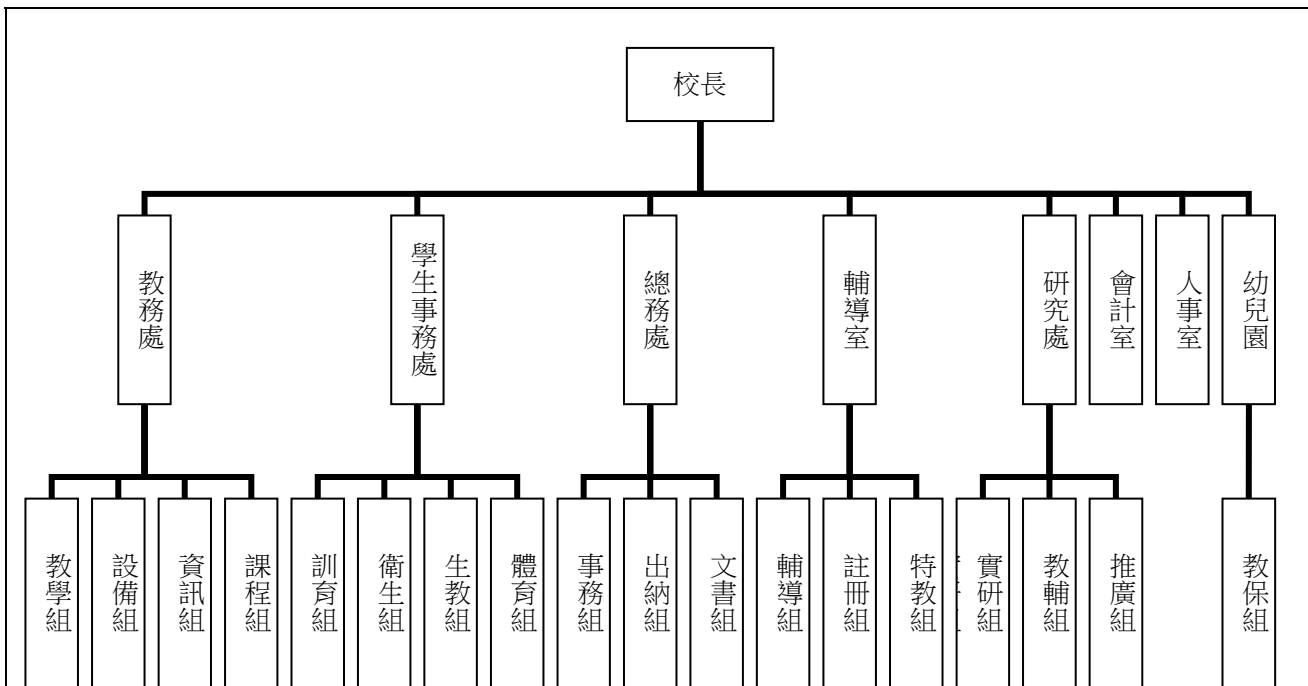 校長
教務處
學生事務處
總務處
輔導室
研究處
會計室
人事室
幼兒園
教學組
設備組
資訊組
課程組
訓育組
衛生組
生教組
體育組
事務組
出納組
文書組
輔導組
註冊組
特教組
實研組
教輔組
推廣組
教保組